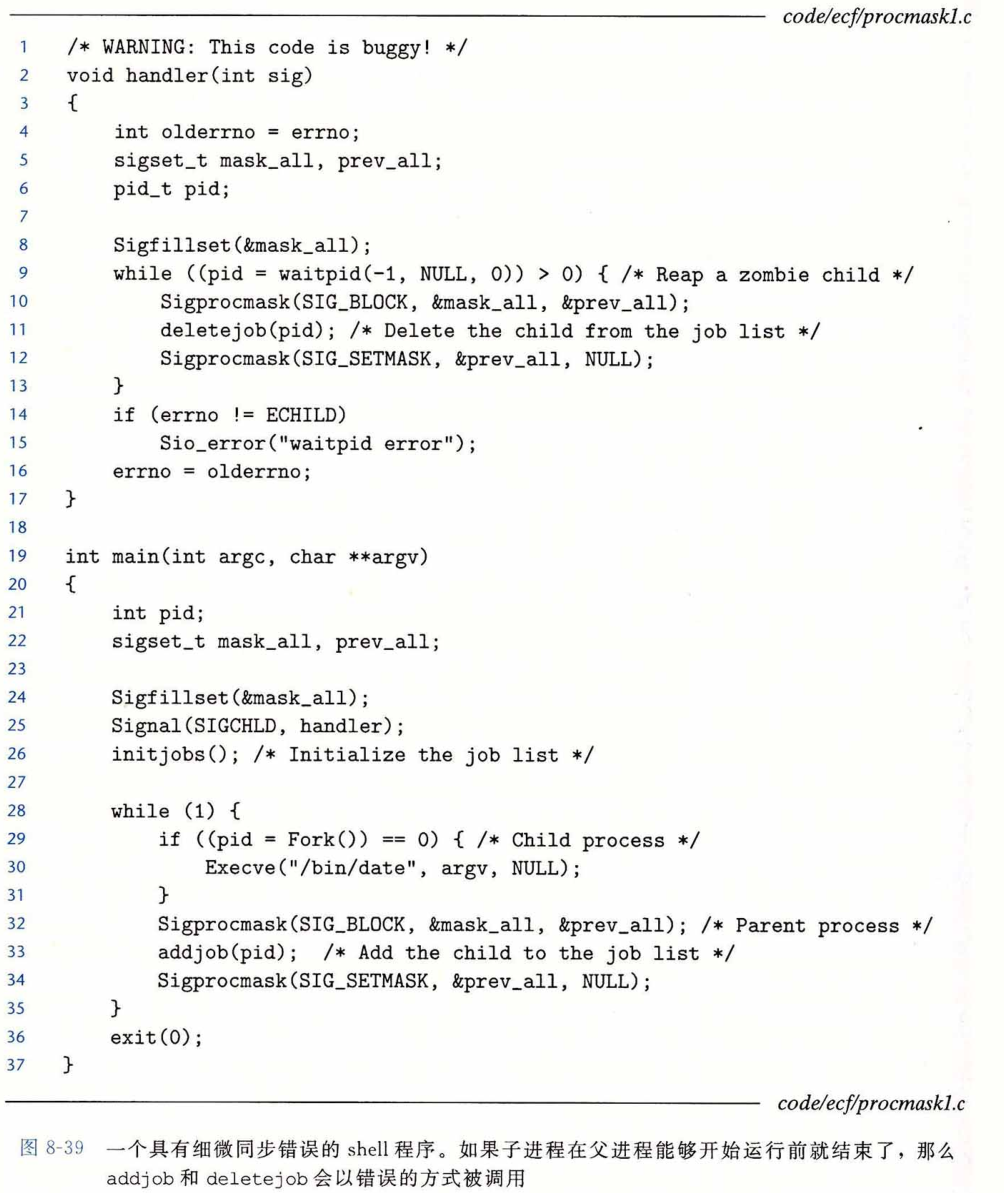 code/ecf/procmask1.c
1 /* WARNING: This code is buggy! */
2 void handler(int sig)
3 {
4     int olderrno = errno;
5     sigset_t mask_all, prev_all;
6     pid_t pid;
7
8     Sigfillset(&mask_all);
9     while ((pid = waitpid(-1, NULL, 0)) > 0) { /* Reap a zombie child */
10         Sigprocmask(SIG_BLOCK, &mask_all, &prev_all);
11         deletejob(pid); /* Delete the child from the job list */
12         Sigprocmask(SIG_SETMASK, &prev_all, NULL);
13     }
14     if (errno != ECHILD)
15         Sio_error("waitpid error");
16     errno = olderrno;
17 }
18
19 int main(int argc, char **argv)
20 {
21     int pid;
22     sigset_t mask_all, prev_all;
23
24     Sigfillset(&mask_all);
25     Signal(SIGCHLD, handler);
26     initjobs(); /* Initialize the job list */
27
28     while (1) {
29         if ((pid = Fork()) == 0) { /* Child process */
30             Execve("/bin/date", argv, NULL);
31         }
32         Sigprocmask(SIG_BLOCK, &mask_all, &prev_all); /* Parent process */
33         addjob(pid);  /* Add the child to the job list */
34         Sigprocmask(SIG_SETMASK, &prev_all, NULL);
35     }
36     exit(0);
37 }
code/ecf/procmask1.c
图 8-39 一个具有细微同步错误的 shell 程序。如果子进程在父进程能够开始运行前就结束了，那么
addjob 和 deletejob 会以错误的方式被调用